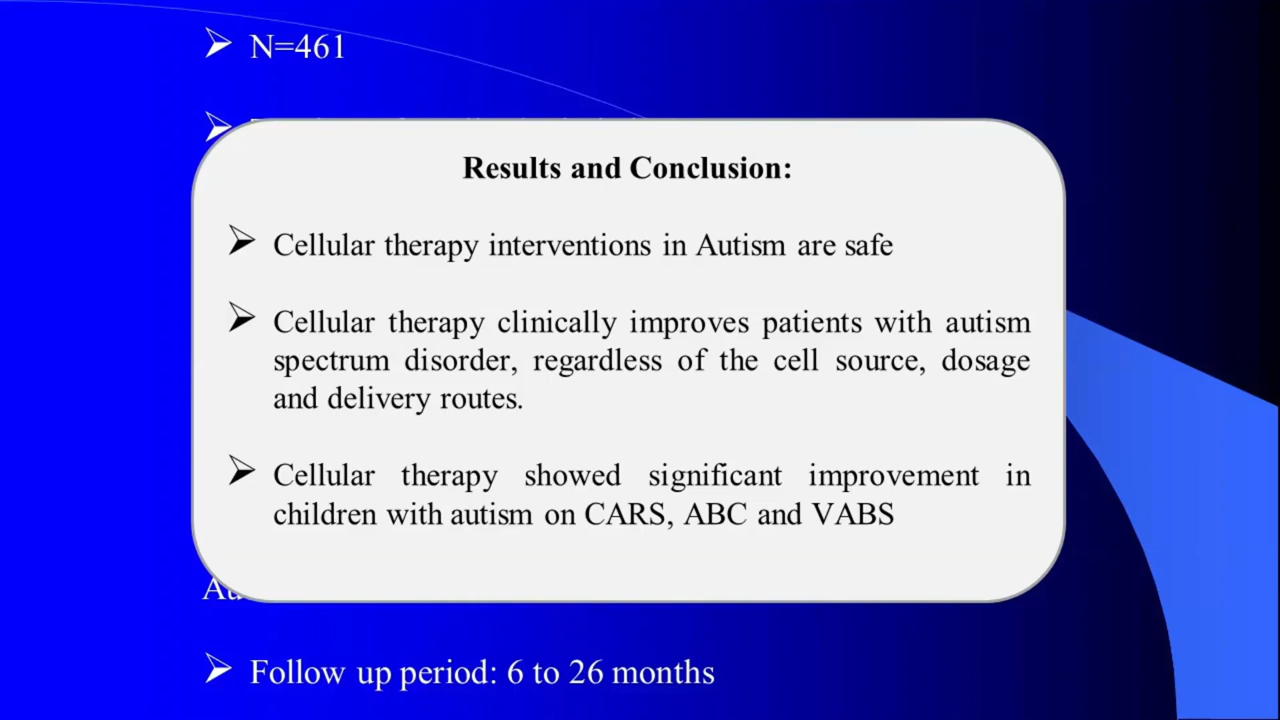 N=461
Results and Conclusion:
Cellular therapy interventions in Autism are safe
Cellular therapy clinically improves patients with autism
spectrum disorder, regardless of the cell source, dosage
and delivery routes.
Cellular therapy showed significant improvement in
children with autism on CARS, ABC and VABS
Follow up period: 6 to 26 months